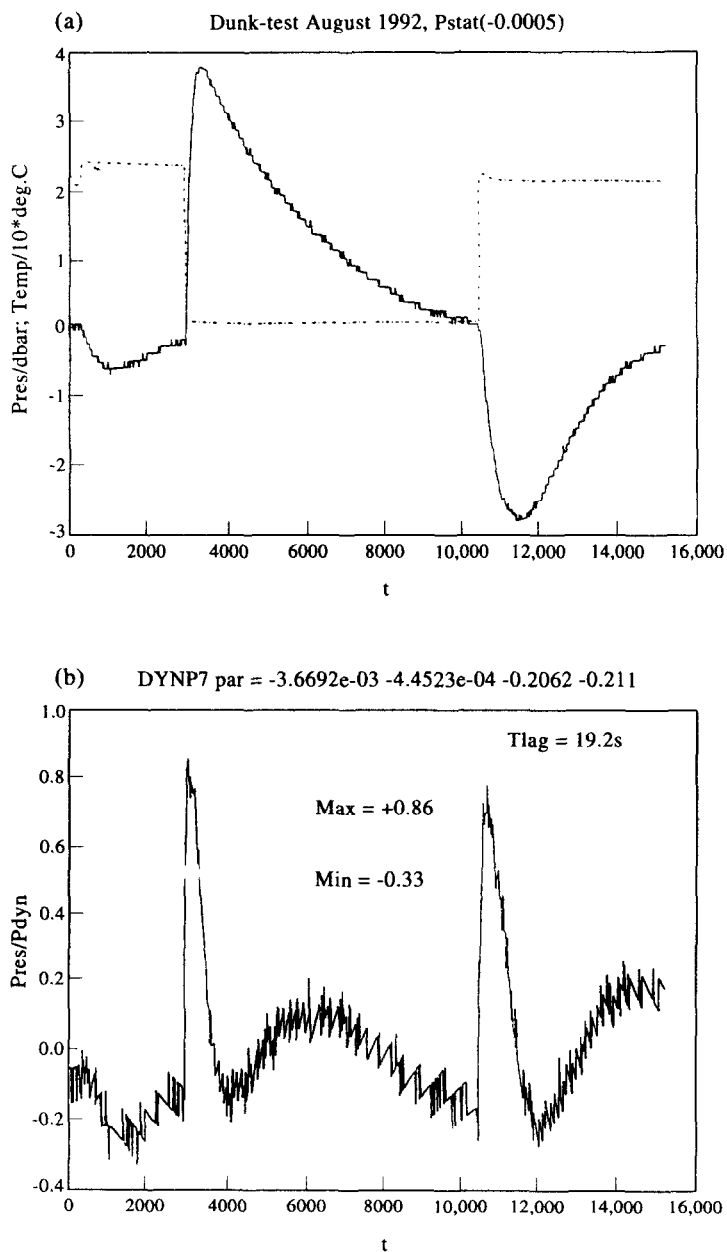 (a) Dunk-test August 1992, Pstat(-0.0005)
Pres/dbar; Temp/10*deg.C
4
3
2
1
0
-1
-2
-3
0 2000 4000 6000 8000 10,000 12,000 14,000 16,000
t
(b) DYNP7 par = -3.6692e-03 -4.4523e-04 -0.2062 -0.211
Pres/Pdyn
1.0
0.8
0.6
0.4
0.2
0.0
-0.2
-0.4
Tlag = 19.2s
Max = +0.86
Min = -0.33
0 2000 4000 6000 8000 10,000 12,000 14,000 16,000
t